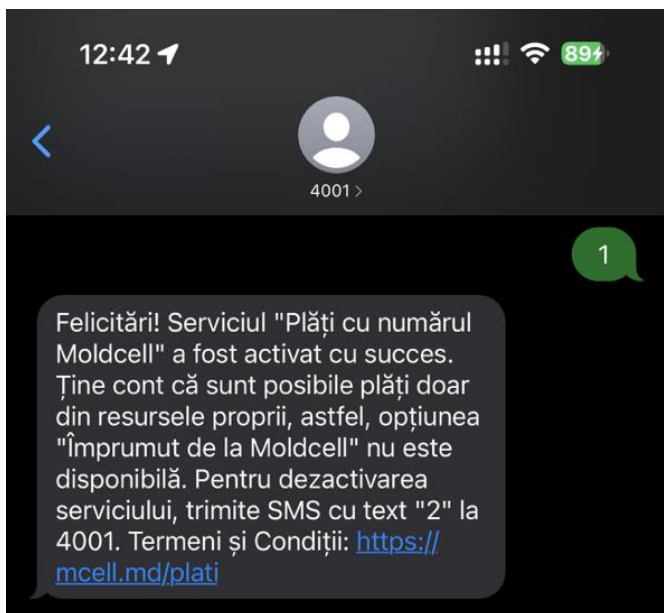 12:42
89
4001
1
Felicitări! Serviciul "Plăți cu numărul
Moldcell" a fost activat cu succes.
Ține cont că sunt posibile plăți doar
din resursele proprii, astfel, opțiunea
"Împrumut de la Moldcell" nu este
disponibilă. Pentru dezactivarea
serviciului, trimite SMS cu text "2" la
4001. Termeni și Condiții: https://
mcell.md/plati